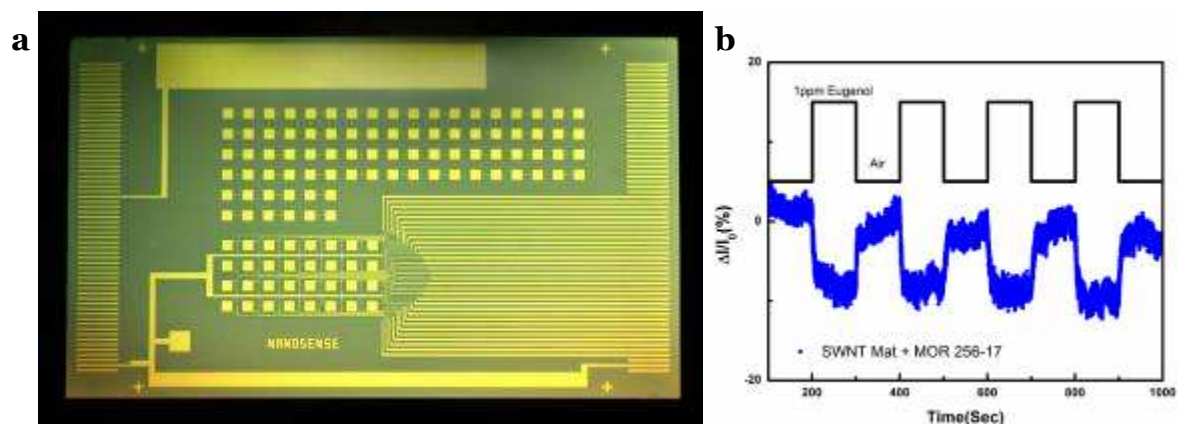 a
NANOSENSE
b
20
0
-20
ΔI/I₀(%)
1ppm Eugenol
Air
SWNT Mat + MOR 256-17
200
400
600
800
1000
Time(Sec)